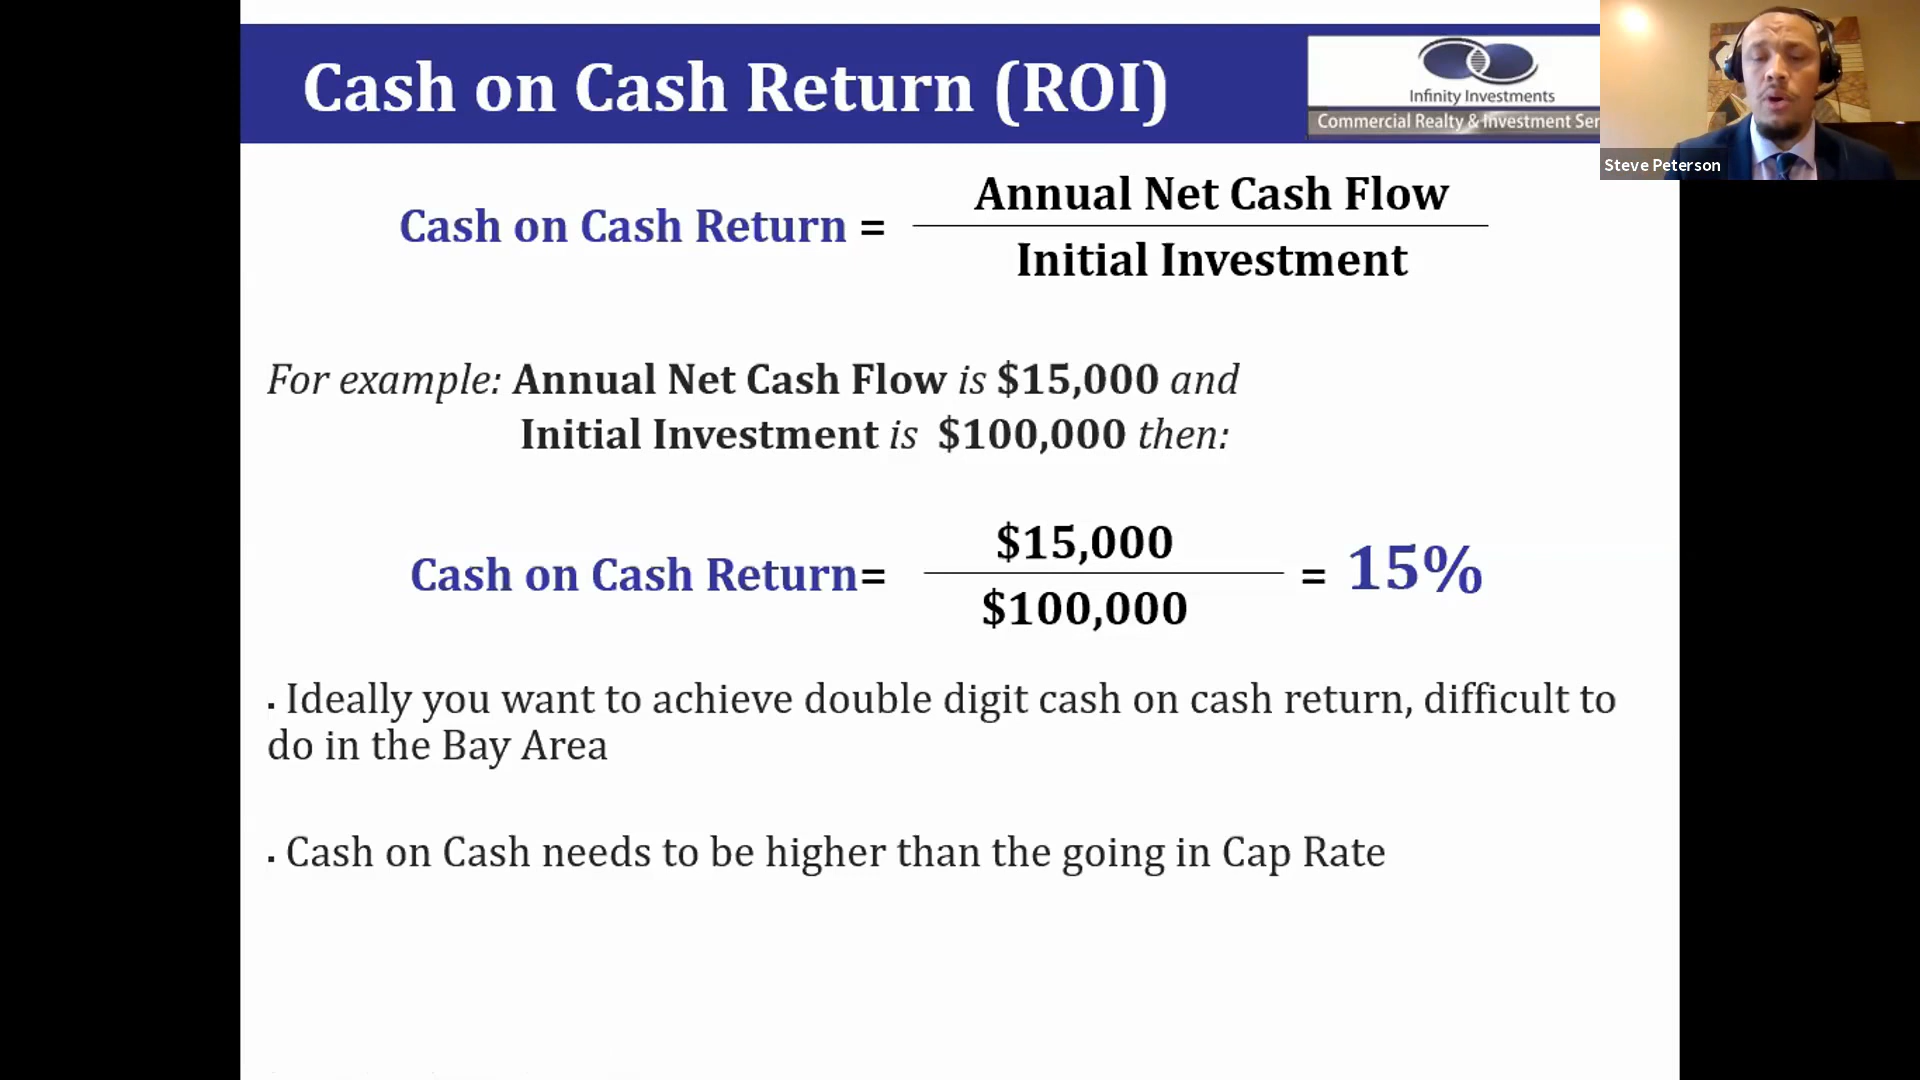 Cash on Cash Return (ROI)
Infinity Investments
Commercial Realty & Investment Ser
Steve Peterson
Cash on Cash Return = Annual Net Cash Flow
Initial Investment
For example: Annual Net Cash Flow is $15,000 and
Initial Investment is $100,000 then:
Cash on Cash Return= $15,000
$100,000
= 15%
▪ Ideally you want to achieve double digit cash on cash return, difficult to
do in the Bay Area
▪ Cash on Cash needs to be higher than the going in Cap Rate